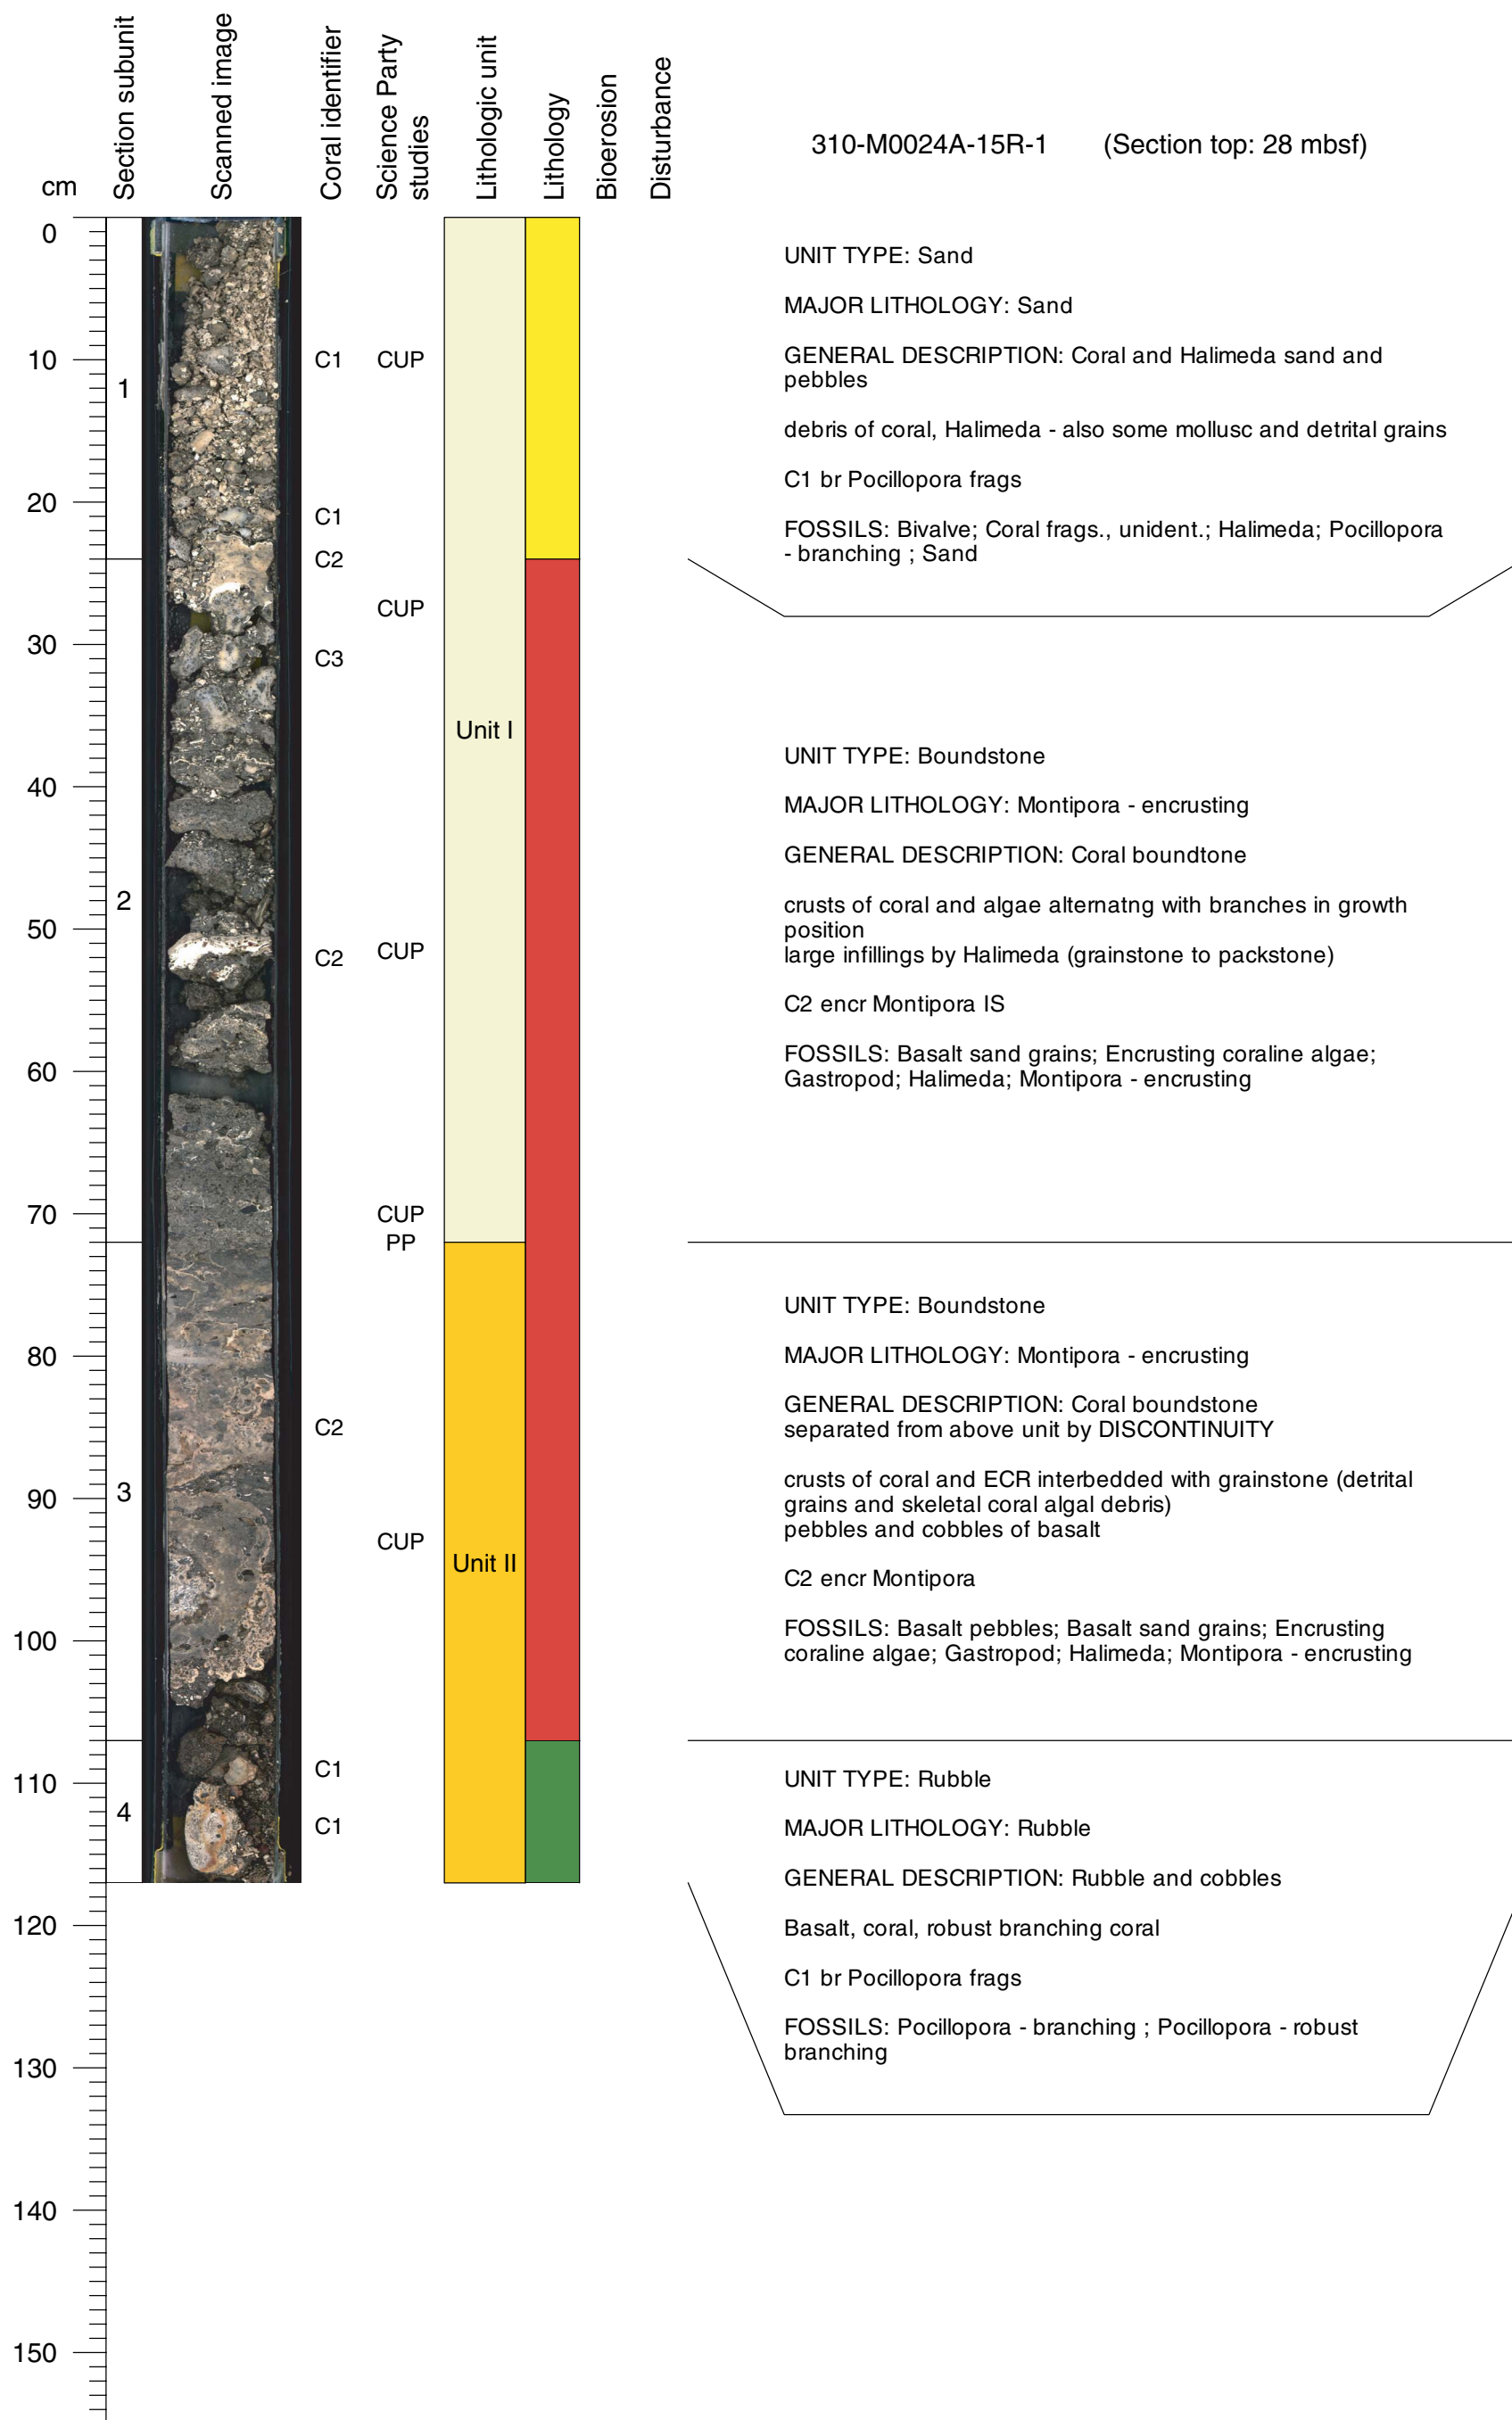 Section subunit
Scanned image
Coral identifier
Science Party
studies
Lithologic unit
Lithology
Bioerosion
Disturbance
310-M0024A-15R-1 (Section top: 28 mbsf)
cm
0
10
20
30
40
50
60
70
80
90
100
110
120
130
140
150
1
2
3
4
C1
C1
C2
C3
C2
C2
C1
C1
CUP
CUP
CUP
CUP
PP
CUP
Unit I
Unit II
UNIT TYPE: Sand
MAJOR LITHOLOGY: Sand
GENERAL DESCRIPTION: Coral and Halimeda sand and
pebbles
debris of coral, Halimeda - also some mollusc and detrital grains
C1 br Pocillopora frags
FOSSILS: Bivalve; Coral frags., unident.; Halimeda; Pocillopora
- branching ; Sand
UNIT TYPE: Boundstone
MAJOR LITHOLOGY: Montipora - encrusting
GENERAL DESCRIPTION: Coral boundtone
crusts of coral and algae alternatng with branches in growth
position
large infillings by Halimeda (grainstone to packstone)
C2 encr Montipora IS
FOSSILS: Basalt sand grains; Encrusting coraline algae;
Gastropod; Halimeda; Montipora - encrusting
UNIT TYPE: Boundstone
MAJOR LITHOLOGY: Montipora - encrusting
GENERAL DESCRIPTION: Coral boundstone
separated from above unit by DISCONTINUITY
crusts of coral and ECR interbedded with grainstone (detrital
grains and skeletal coral algal debris)
pebbles and cobbles of basalt
C2 encr Montipora
FOSSILS: Basalt pebbles; Basalt sand grains; Encrusting
coraline algae; Gastropod; Halimeda; Montipora - encrusting
UNIT TYPE: Rubble
MAJOR LITHOLOGY: Rubble
GENERAL DESCRIPTION: Rubble and cobbles
Basalt, coral, robust branching coral
C1 br Pocillopora frags
FOSSILS: Pocillopora - branching ; Pocillopora - robust
branching